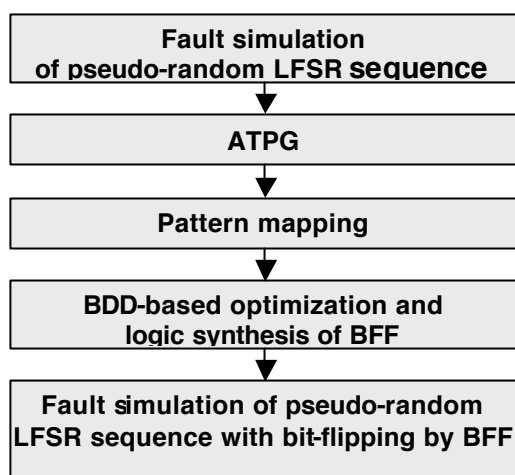 Fault simulation
of pseudo-random LFSR sequence
ATPG
Pattern mapping
BDD-based optimization and
logic synthesis of BFF
Fault simulation of pseudo-random
LFSR sequence with bit-flipping by BFF